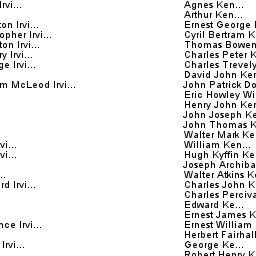 Irvi... Agnes Ken...
Arthur Ken...
ton Irvi... Ernest George
opher Irvi... Cyril Bertram K
ton Irvi... Thomas Bowen
ry Irvi... Charles Peter K
ge Irvi... Charles Trevely
David John Ken
m McLeod Irvi... John Patrick Do
Eric Howley Wi
Henry John Ken
John Joseph Ke
John Thomas K
Walter Mark Ke
vi... William Ken...
vi... Hugh Kyffin Ke
Joseph Archiba
... Walter Atkins Ke
rd Irvi... Charles John K
Charles Perciva
Edward Ke...
Ernest James K
nce Irvi... Ernest William
Herbert Fairhall
Irvi... George Ke...
Robert Henry K